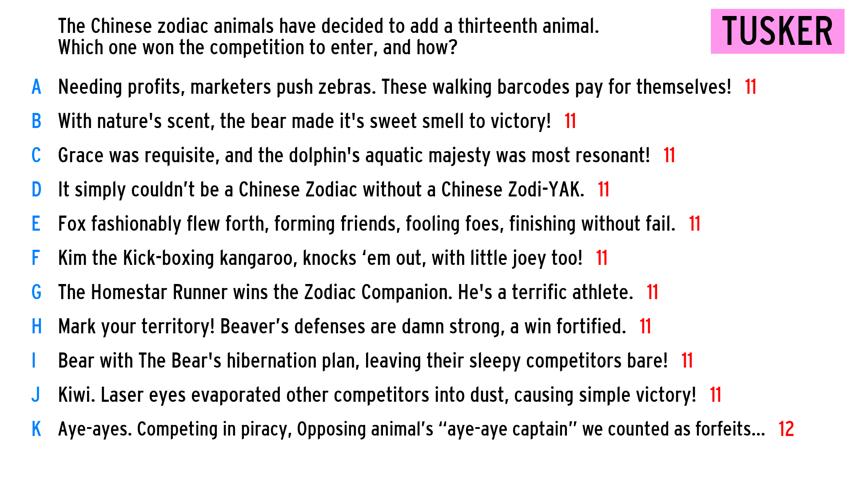 The Chinese zodiac animals have decided to add a thirteenth animal.
Which one won the competition to enter, and how?
TUSKER
A Needing profits, marketers push zebras. These walking barcodes pay for themselves! 11
B With nature's scent, the bear made it's sweet smell to victory! 11
C Grace was requisite, and the dolphin's aquatic majesty was most resonant! 11
D It simply couldn’t be a Chinese Zodiac without a Chinese Zodi-YAK. 11
E Fox fashionably flew forth, forming friends, fooling foes, finishing without fail. 11
F Kim the Kick-boxing kangaroo, knocks ‘em out, with little joey too! 11
G The Homestar Runner wins the Zodiac Companion. He's a terrific athlete. 11
H Mark your territory! Beaver’s defenses are damn strong, a win fortified. 11
I Bear with The Bear's hibernation plan, leaving their sleepy competitors bare! 11
J Kiwi. Laser eyes evaporated other competitors into dust, causing simple victory! 11
K Aye-ayes. Competing in piracy, Opposing animal’s “aye-aye captain” we counted as forfeits... 12